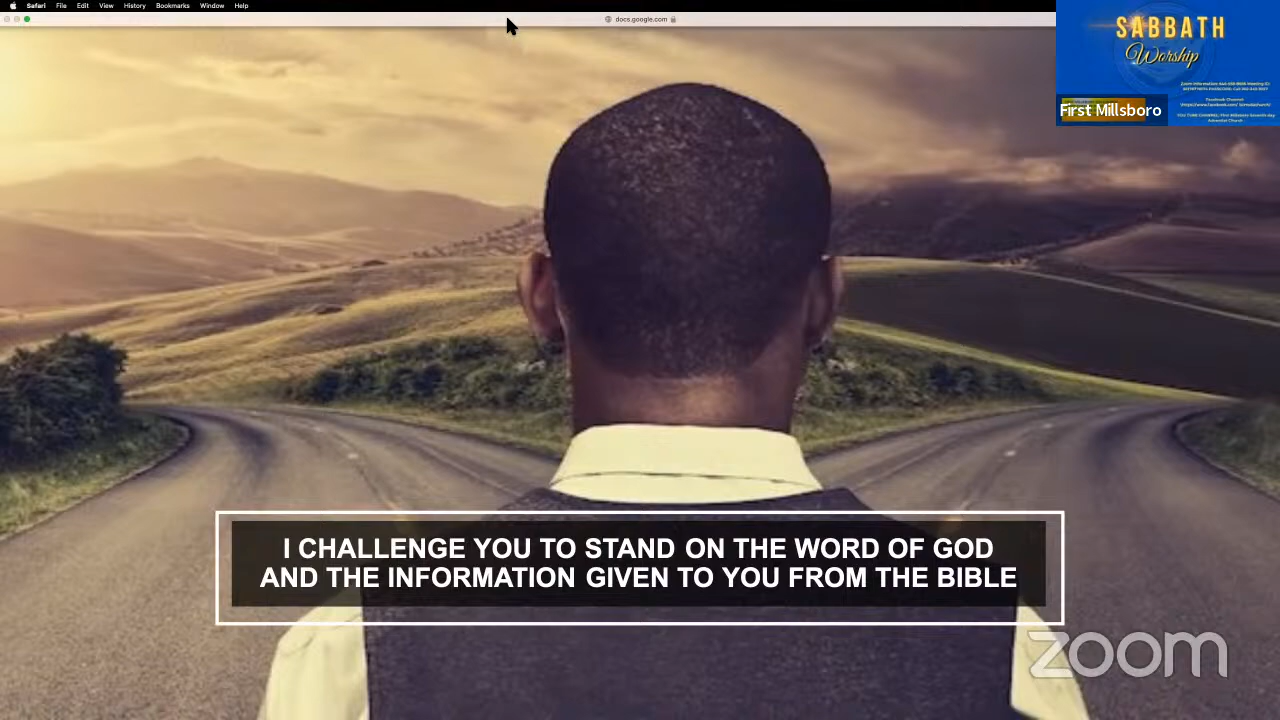 Safari File Edit View History Bookmarks Window Help
docs.google.com
SABBATH
Worship
First Millsboro
I CHALLENGE YOU TO STAND ON THE WORD OF GOD
AND THE INFORMATION GIVEN TO YOU FROM THE BIBLE
zoom